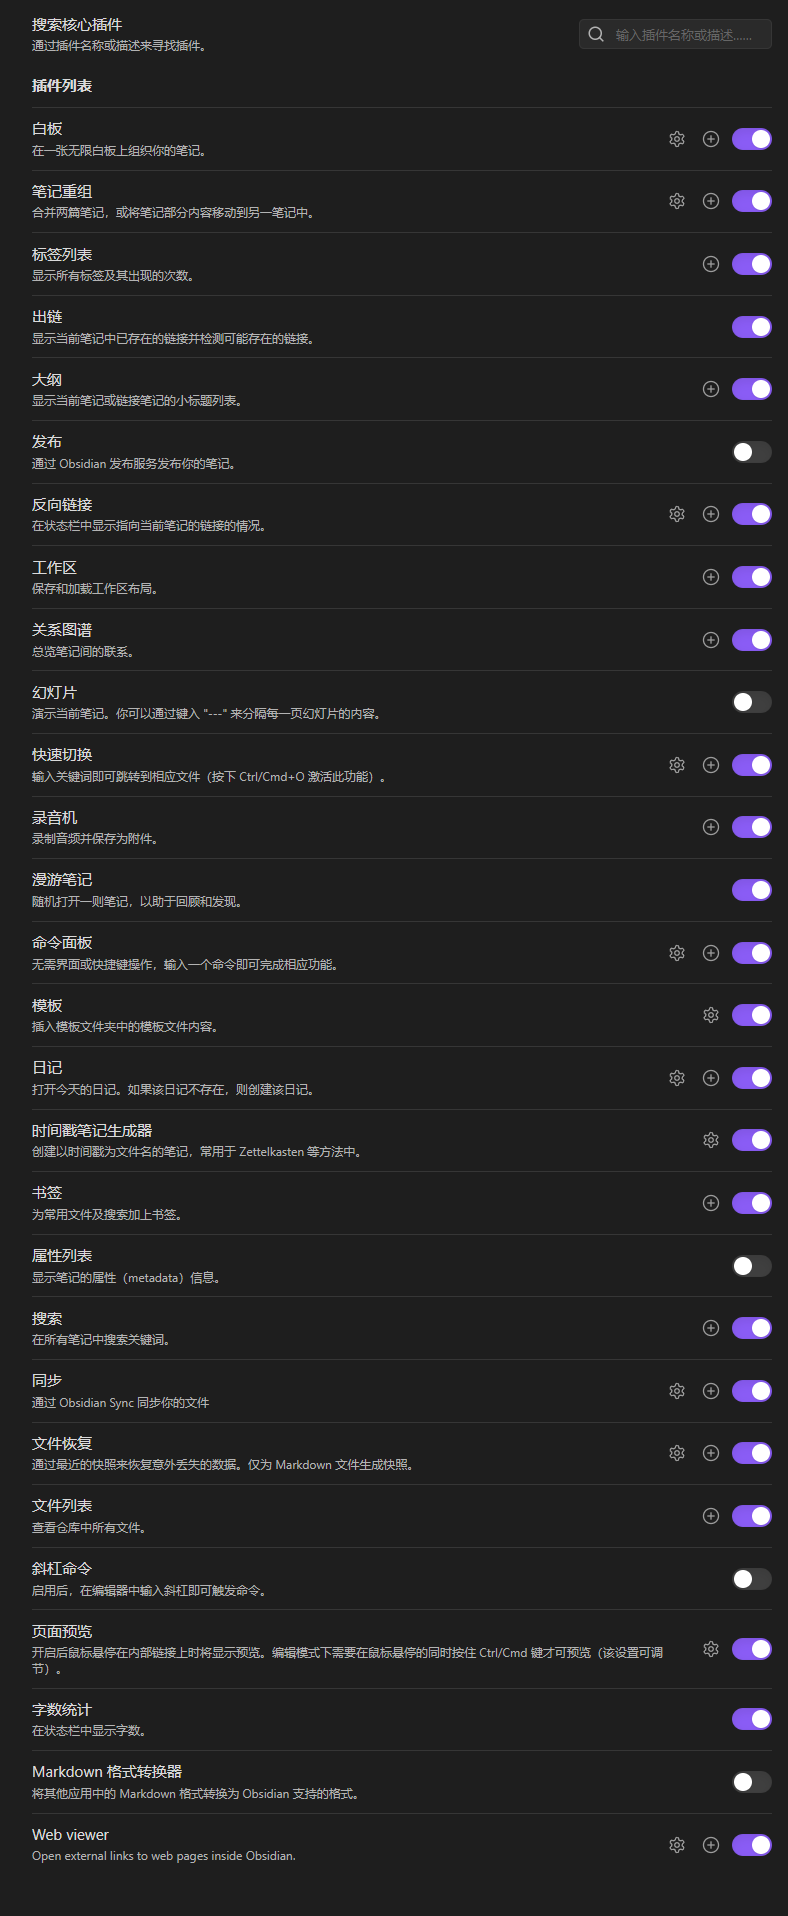 搜索核心插件
通过插件名称或描述来寻找插件。
输入插件名称或描述......
插件列表
白板
在一张无限白板上组织你的笔记。
笔记重组
合并两篇笔记，或将笔记部分内容移动到另一笔记中。
标签列表
显示所有标签及其出现的次数。
出链
显示当前笔记中已存在的链接并检测可能存在的链接。
大纲
显示当前笔记或链接笔记的小标题列表。
发布
通过 Obsidian 发布服务发布你的笔记。
反向链接
在状态栏中显示指向当前笔记的链接的情况。
工作区
保存和加载工作区布局。
关系图谱
总览笔记间的联系。
幻灯片
演示当前笔记。你可以通过键入 "---" 来分隔每一页幻灯片的内容。
快速切换
输入关键词即可跳转到相应文件（按下 Ctrl/Cmd+O 激活此功能）。
录音机
录制音频并保存为附件。
漫游笔记
随机打开一则笔记，以助于回顾和发现。
命令面板
无需界面或快捷键操作，输入一个命令即可完成相应功能。
模板
插入模板文件夹中的模板文件内容。
日记
打开今天的日记。如果该日记不存在，则创建该日记。
时间戳笔记生成器
创建以时间戳为文件名的笔记，常用于 Zettelkasten 等方法中。
书签
为常用文件及搜索加上书签。
属性列表
显示笔记的属性（metadata）信息。
搜索
在所有笔记中搜索关键词。
同步
通过 Obsidian Sync 同步你的文件
文件恢复
通过最近的快照来恢复意外丢失的数据。仅为 Markdown 文件生成快照。
文件列表
查看仓库中所有文件。
斜杠命令
启用后，在编辑器中输入斜杠即可触发命令。
页面预览
开启后鼠标悬停在内部链接上时将显示预览。编辑模式下需要在鼠标悬停的同时按住 Ctrl/Cmd 键才可预览（该设置可调
节）。
字数统计
在状态栏中显示字数。
Markdown 格式转换器
将其他应用中的 Markdown 格式转换为 Obsidian 支持的格式。
Web viewer
Open external links to web pages inside Obsidian.